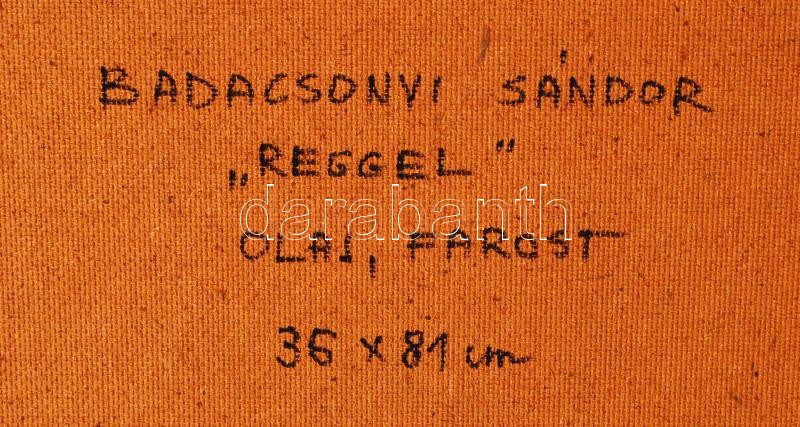 BADACSONYI SÁNDOR
„REGGEL"
darabanth
OLAJ, FAROST
36 x 81 cm